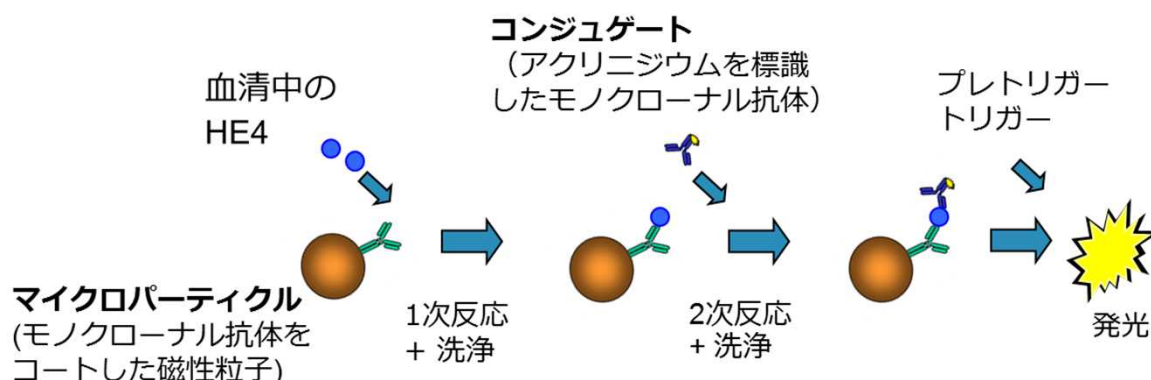 コンジュゲート
（アクリニジウムを標識
したモノクローナル抗体）
血清中の
HE4
プレトリガー
トリガー
マイクロパーティクル
(モノクローナル抗体を
コートした磁性粒子)
1次反応
+ 洗浄
2次反応
+ 洗浄
発光